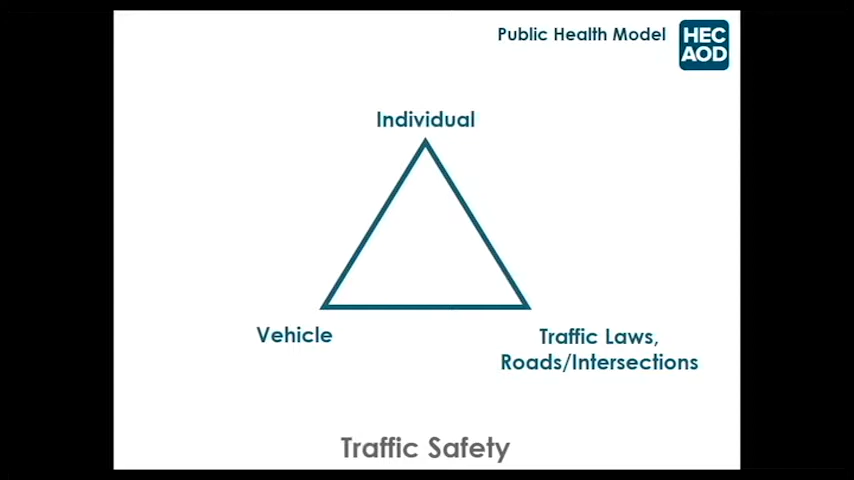 Public Health Model
HEC
AOD
Individual
Vehicle
Traffic Laws,
Roads/Intersections
Traffic Safety